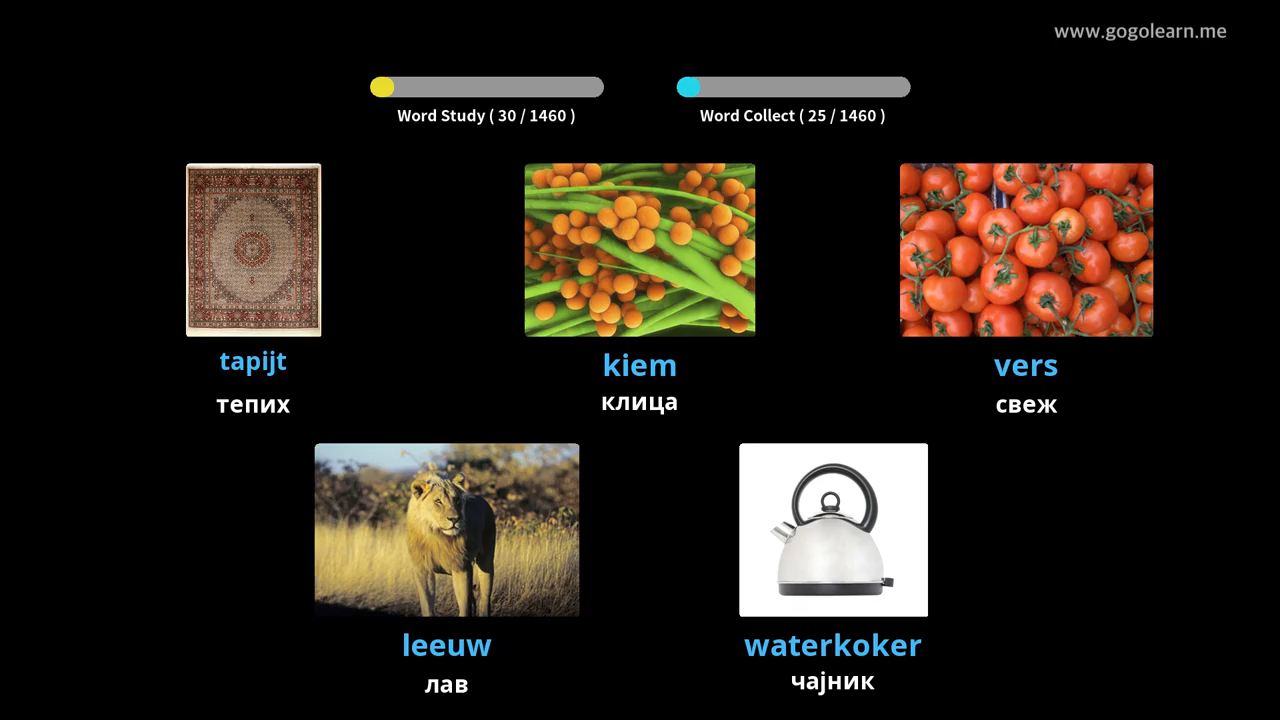 www.gogolearn.me
Word Study ( 30 / 1460 )
Word Collect ( 25 / 1460 )
tapijt
тепих
kiem
клица
vers
свеж
leeuw
лав
waterkoker
чајник